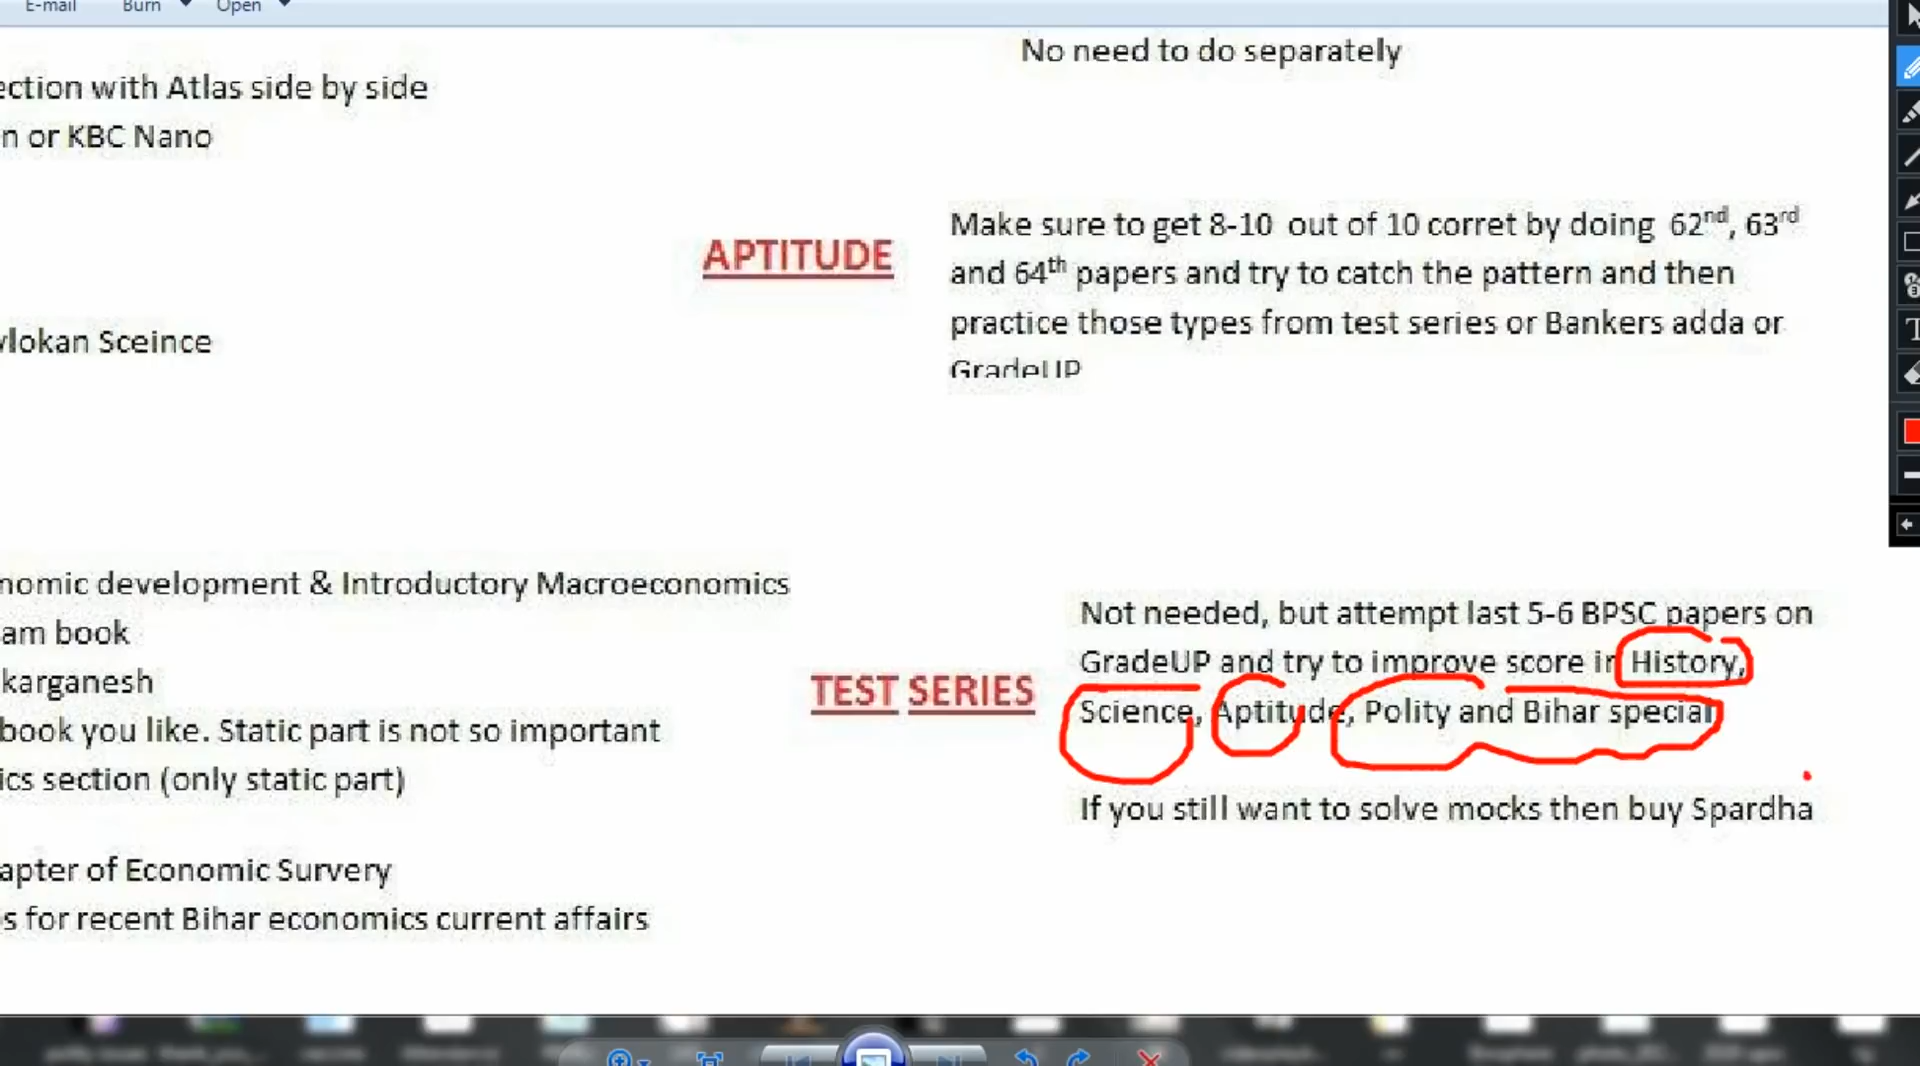 E-mail Burn Open
No need to do separately
ection with Atlas side by side
n or KBC Nano
APTITUDE
Make sure to get 8-10 out of 10 corret by doing 62nd, 63rd
and 64th papers and try to catch the pattern and then
practice those types from test series or Bankers adda or
GradeUP
wlokan Sceince
nomic development & Introductory Macroeconomics
am book
karganesh
book you like. Static part is not so important
ics section (only static part)
apter of Economic Survery
s for recent Bihar economics current affairs
TEST SERIES
Not needed, but attempt last 5-6 BPSC papers on
GradeUP and try to improve score in History,
Science, Aptitude, Polity and Bihar special
If you still want to solve mocks then buy Spardha